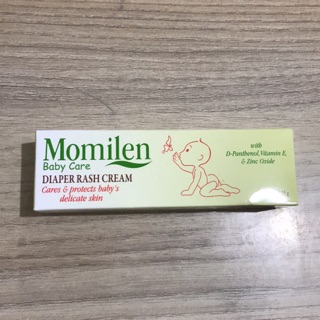 Momilen
Baby Care
DIAPER RASH CREAM
Cares & protects baby's
delicate skin
with
D-Panthenol, Vitamin E,
& Zinc Oxide